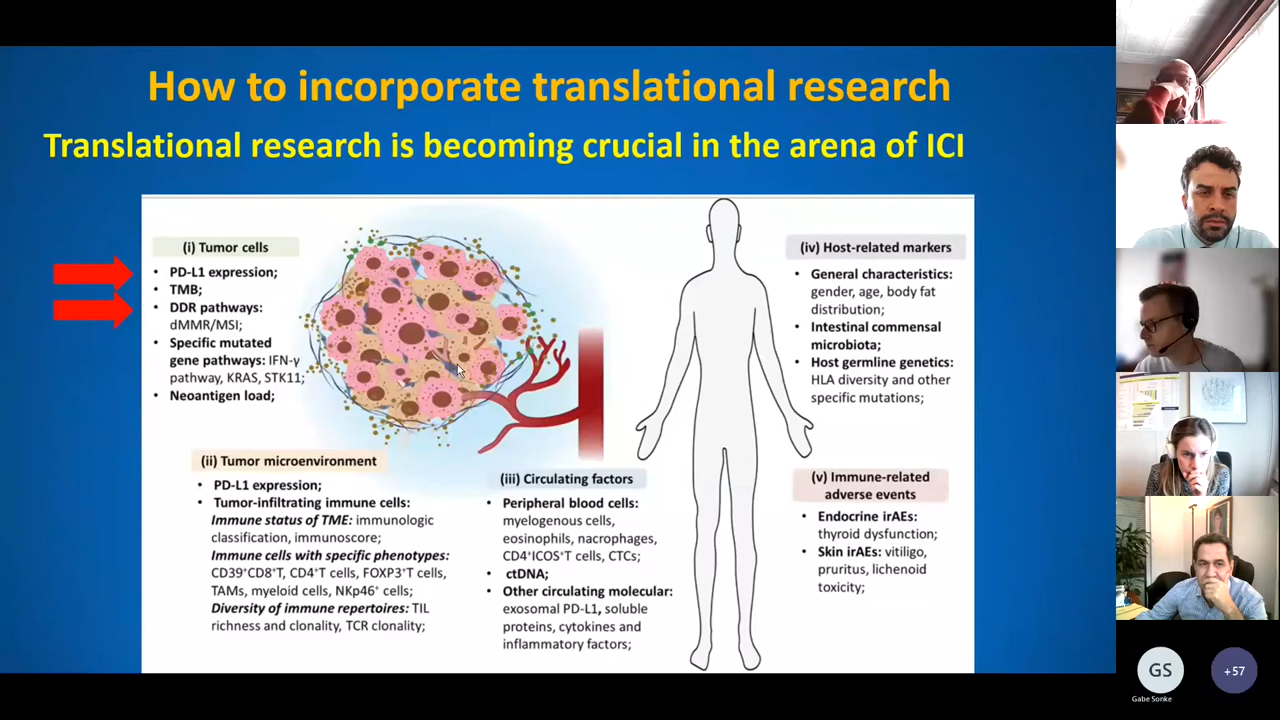 How to incorporate translational research
Translational research is becoming crucial in the arena of ICI
(i) Tumor cells
• PD-L1 expression;
• TMB;
• DDR pathways:
dMMR/MSI;
• Specific mutated
gene pathways: IFN-γ
pathway, KRAS, STK11;
• Neoantigen load;
(ii) Tumor microenvironment
• PD-L1 expression;
• Tumor-infiltrating immune cells:
Immune status of TME: immunologic
classification, immunoscore;
Immune cells with specific phenotypes:
CD39⁺CD8⁺T, CD4⁺T cells, FOXP3⁺T cells,
TAMs, myeloid cells, NKp46⁺ cells;
Diversity of immune repertoires: TIL
richness and clonality, TCR clonality;
(iii) Circulating factors
• Peripheral blood cells:
myelogenous cells,
eosinophils, nacrophages,
CD4⁺ICOS⁺T cells, CTCs;
• ctDNA;
• Other circulating molecular:
exosomal PD-L1, soluble
proteins, cytokines and
inflammatory factors;
(iv) Host-related markers
• General characteristics:
gender, age, body fat
distribution;
• Intestinal commensal
microbiota;
• Host germline genetics:
HLA diversity and other
specific mutations;
(v) Immune-related
adverse events
• Endocrine irAEs:
thyroid dysfunction;
• Skin irAEs: vitiligo,
pruritus, lichenoid
toxicity;
GS
Gabe Sonke
+57